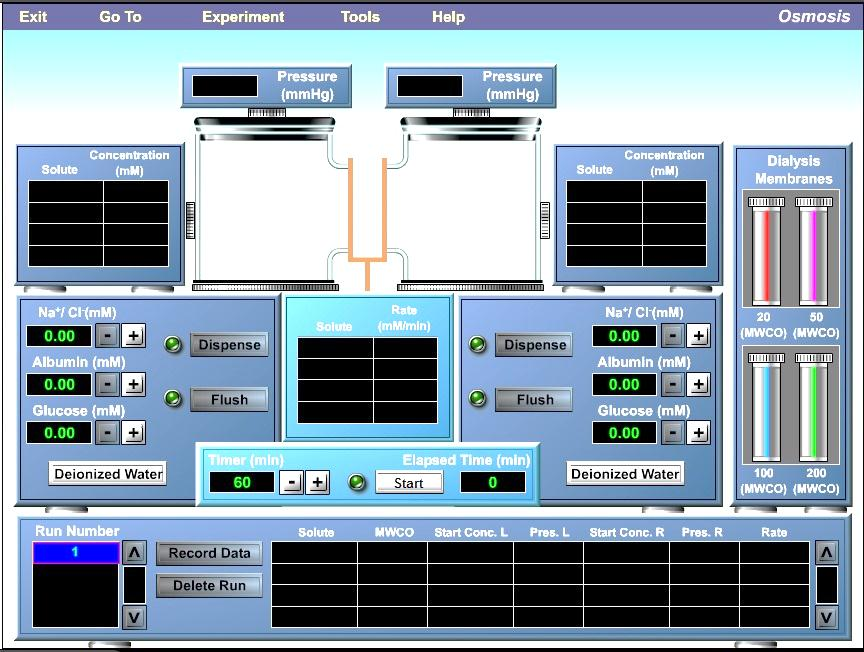 Exit Go To Experiment Tools Help Osmosis
Pressure
(mmHg)
Pressure
(mmHg)
Solute Concentration
(mM)
Solute Concentration
(mM)
Dialysis
Membranes
20
(MWCO)
50
(MWCO)
100
(MWCO)
200
(MWCO)
Na⁺/ Cl⁻(mM)
0.00 - +
Albumin (mM)
0.00 - +
Glucose (mM)
0.00 - +
Deionized Water
Dispense
Flush
Solute Rate
(mM/min)
Dispense
Flush
Na⁺/ Cl⁻(mM)
0.00 - +
Albumin (mM)
0.00 - +
Glucose (mM)
0.00 - +
Deionized Water
Timer (min) Elapsed Time (min)
60 - + Start 0
Run Number
1
Λ
V
Record Data
Delete Run
Solute MWCO Start Conc. L Pres. L Start Conc. R Pres. R Rate
Λ
V